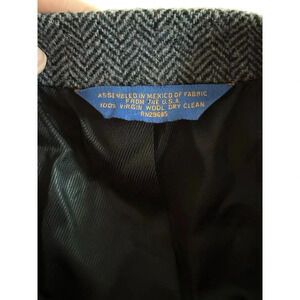 ASSEMBLED IN MEXICO OF FABRIC
FROM THE U.S.A.
100% VIRGIN WOOL DRY CLEAN
RN29685